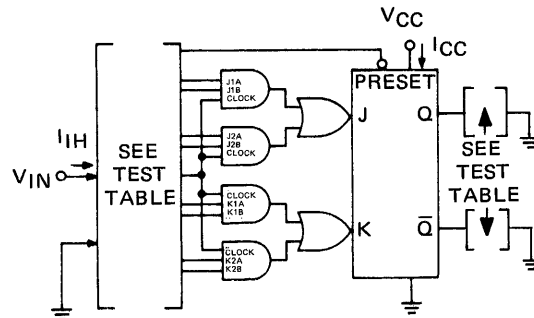 VCC
ICC
PRESET
J1A
J1B
CLOCK
J
Q
J2A
J2B
CLOCK
IIH
SEE
TEST
TABLE
VIN
SEE
TEST
TABLE
CLOCK
K1A
K1B
K
Q̅
CLOCK
K2A
K2B